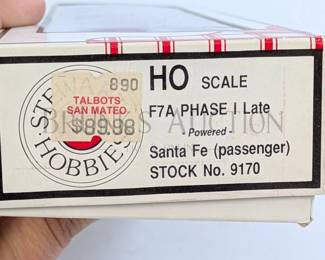 STEWART HOBBIES
890
TALBOTS
SAN MATEO
$89.98
HO SCALE
F7A PHASE I Late
- Powered -
Santa Fe (passenger)
STOCK No. 9170